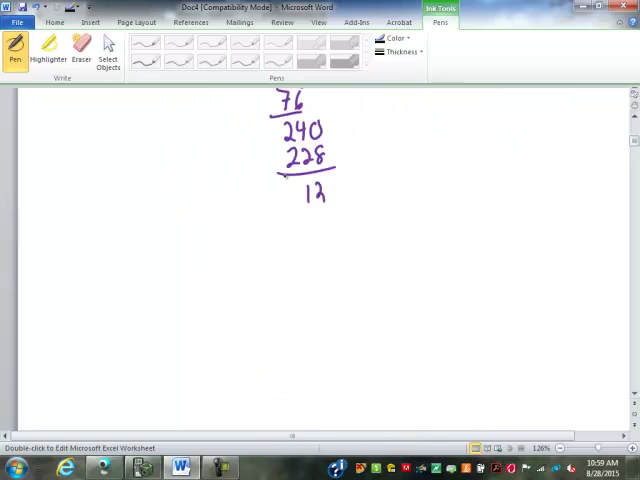 Doc4 [Compatibility Mode] - Microsoft Word
Ink Tools
File Home Insert Page Layout References Mailings Review View Add-Ins Acrobat Pens
Pen
Highlighter
Eraser
Select
Objects
Color
Thickness
Write
Pens
76
240
228
12
Double-click to Edit Microsoft Excel Worksheet
126%
10:59 AM
8/28/2015